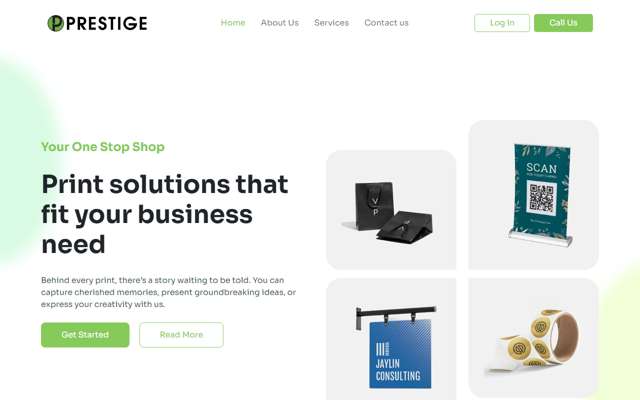 PRESTIGE
Home
About Us
Services
Contact us
Log In
Call Us
Your One Stop Shop
Print solutions that
fit your business
need
Behind every print, there's a story waiting to be told. You can
capture cherished memories, present groundbreaking ideas, or
express your creativity with us.
Get Started
Read More
V
P
SCAN
JAYLIN
CONSULTING